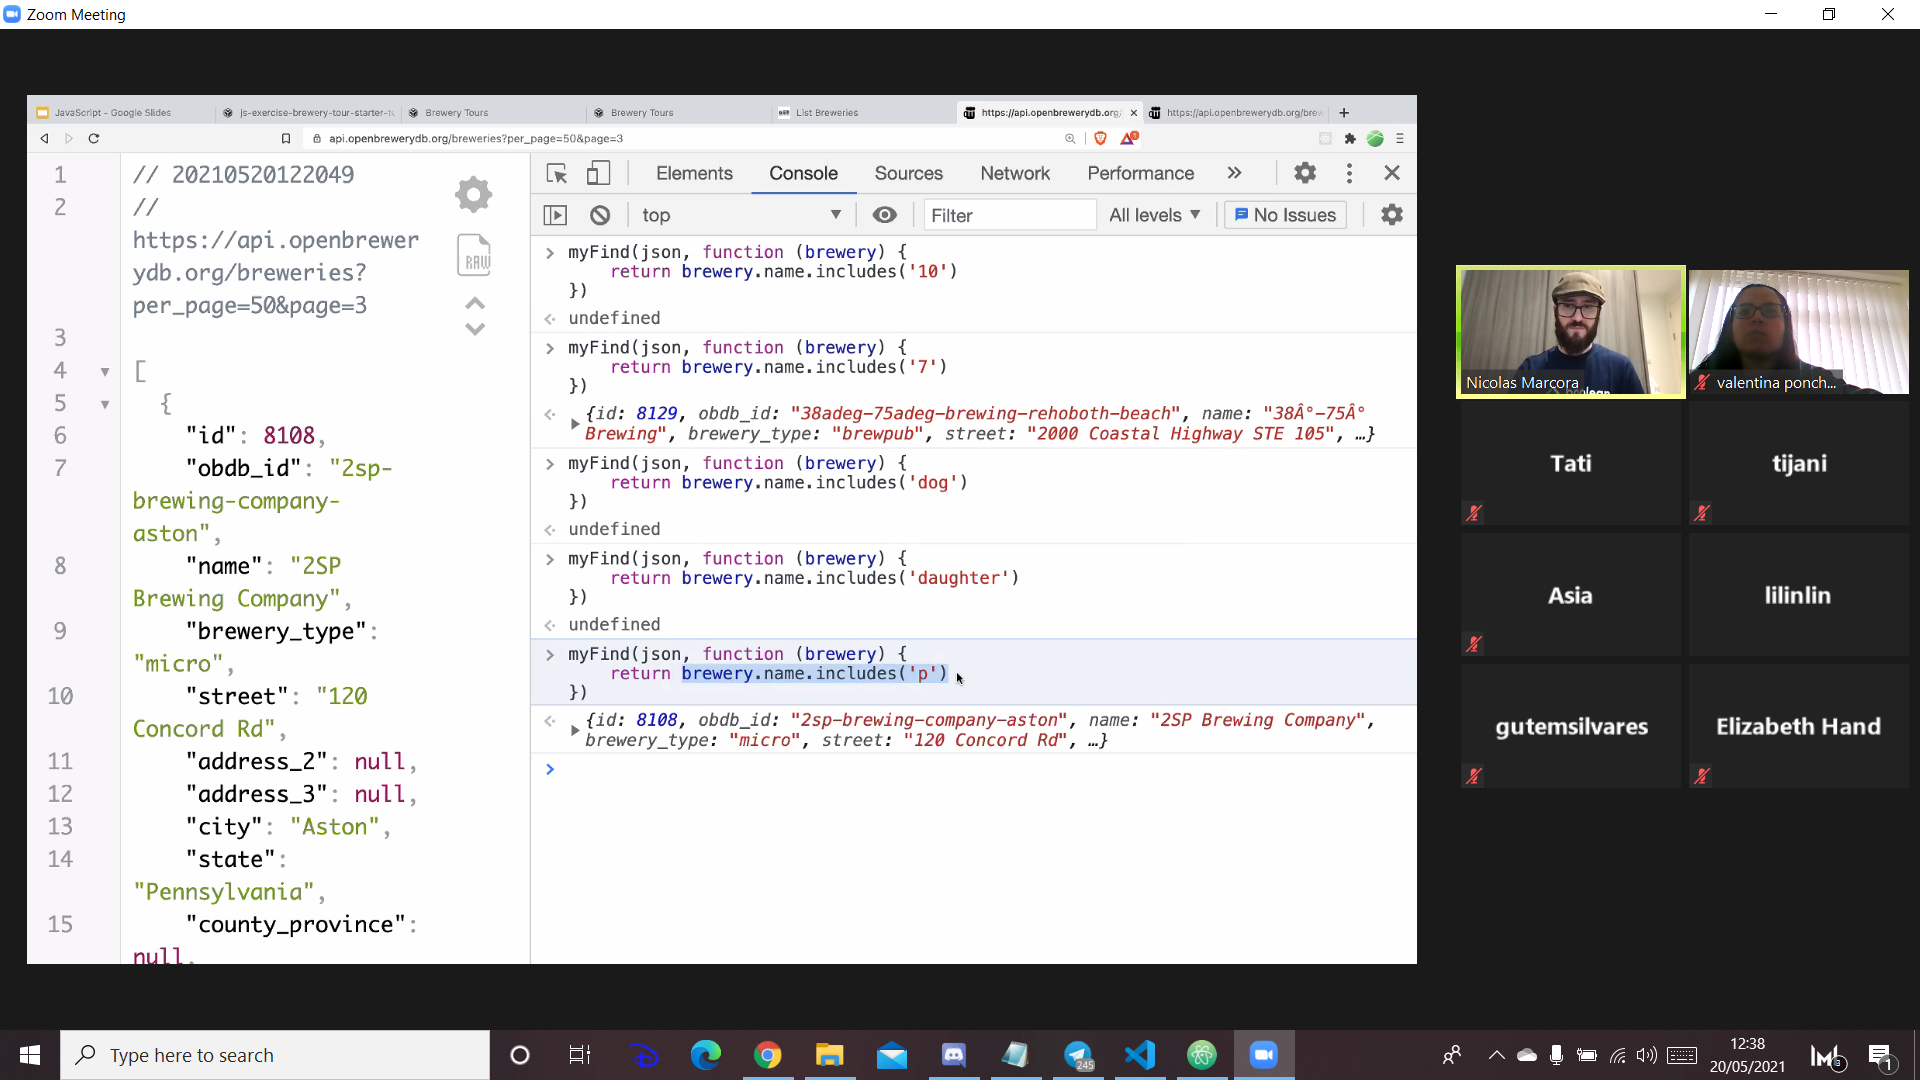 Zoom Meeting
JavaScript - Google Slides
js-exercise-brewery-tour-starter-te
Brewery Tours
Brewery Tours
List Breweries
https://api.openbrewerydb.org/
https://api.openbrewerydb.org/brew
api.openbrewerydb.org/breweries?per_page=50&page=3
1 // 20210520122049
2 //
https://api.openbrewer
ydb.org/breweries?
per_page=50&page=3
3
4 [
5 {
6 "id": 8108,
7 "obdb_id": "2sp-
brewing-company-
aston",
8 "name": "2SP
Brewing Company",
9 "brewery_type":
"micro",
10 "street": "120
Concord Rd",
11 "address_2": null,
12 "address_3": null,
13 "city": "Aston",
14 "state":
"Pennsylvania",
15 "county_province":
null,
RAW
Elements Console Sources Network Performance
top Filter All levels No Issues
myFind(json, function (brewery) {
return brewery.name.includes('10')
})
undefined
myFind(json, function (brewery) {
return brewery.name.includes('7')
})
{id: 8129, obdb_id: "38adeg-75adeg-brewing-rehoboth-beach", name: "38Â°-75Â°
Brewing", brewery_type: "brewpub", street: "2000 Coastal Highway STE 105", …}
myFind(json, function (brewery) {
return brewery.name.includes('dog')
})
undefined
myFind(json, function (brewery) {
return brewery.name.includes('daughter')
})
undefined
myFind(json, function (brewery) {
return brewery.name.includes('p')
})
{id: 8108, obdb_id: "2sp-brewing-company-aston", name: "2SP Brewing Company",
brewery_type: "micro", street: "120 Concord Rd", …}
Nicolas Marcora
valentina ponch...
Tati
tijani
Asia
lilinlin
gutemsilvares
Elizabeth Hand
Type here to search
245
12:38
20/05/2021
3
1